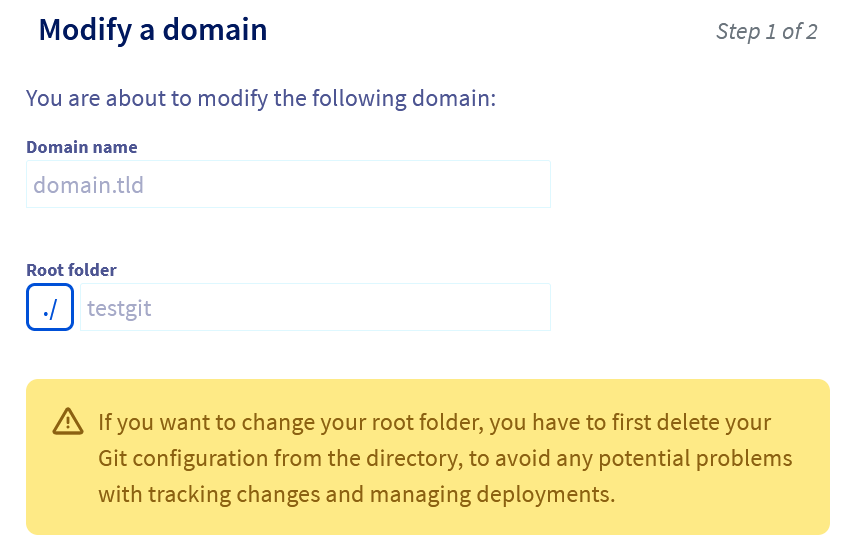 Modify a domain
Step 1 of 2
You are about to modify the following domain:
Domain name
domain.tld
Root folder
./ testgit
If you want to change your root folder, you have to first delete your
Git configuration from the directory, to avoid any potential problems
with tracking changes and managing deployments.